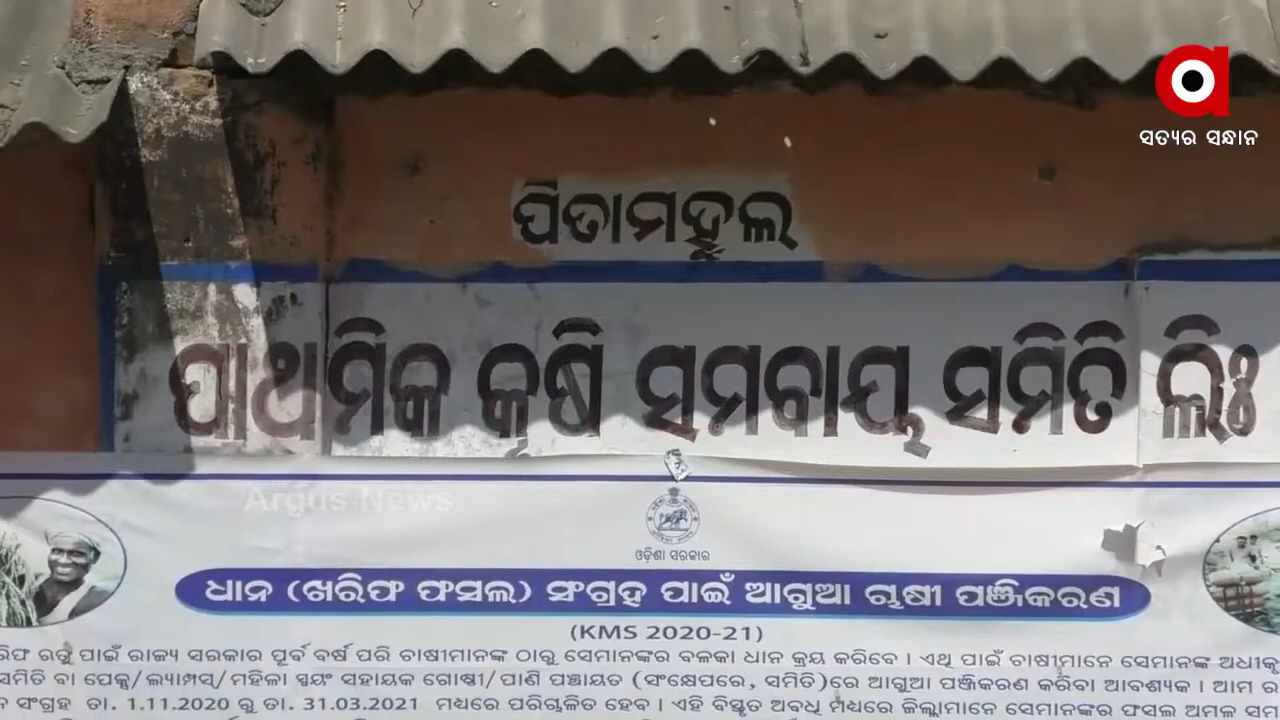 ସତ୍ୟର ସନ୍ଧାନ
ପିତାମହୁଲ
ପ୍ରାଥମିକ କୃଷି ସମବାୟ ସମିତି ଲିଃ
Argus News
ଓଡ଼ିଶା ସରକାର
ଧାନ (ଖରିଫ ଫସଲ) ସଂଗ୍ରହ ପାଇଁ ଆଗୁଆ ଚାଷୀ ପଞ୍ଜିକରଣ
(KMS 2020-21)
ରିଫ ଋତୁ ପାଇଁ ରାଜ୍ୟ ସରକାର ପୂର୍ବ ବର୍ଷ ପରି ଚାଷୀମାନଙ୍କ ଠାରୁ ସେମାନଙ୍କର ବଳକା ଧାନ କ୍ରୟ କରିବେ । ଏଥି ପାଇଁ ଚାଷୀମାନେ ସେମାନଙ୍କ
ସମିତି ବା ପେକ୍ସ/ଲ୍ୟାମ୍ପସ୍/ମହିଳା ସ୍ୱୟଂ ସହାୟକ ଗୋଷ୍ଠୀ/ପାଣି ପଞ୍ଚାୟତ (ସଂକ୍ଷେପରେ, ସମିତି)ରେ ଆଗୁଆ ପଞ୍ଜିକରଣ କରିବା ଆବଶ୍ୟକ । ଆମ
ସଂଗ୍ରହ ତା. 1.11.2020 ରୁ ତା. 31.03.2021 ମଧ୍ୟରେ ପରିଚାଳିତ ହେବ । ଏହି ବିସ୍ତୃତ ଅବଧି ମଧ୍ୟରେ ଜିଲ୍ଲାମାନେ ସେମାନଙ୍କର ଫସଲ ଅମଳ